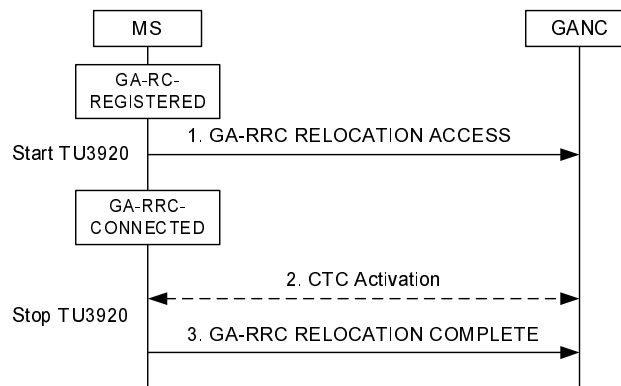 MS
GANC
GA-RC-
REGISTERED
1. GA-RRC RELOCATION ACCESS
Start TU3920
GA-RRC-
CONNECTED
2. CTC Activation
Stop TU3920
3. GA-RRC RELOCATION COMPLETE